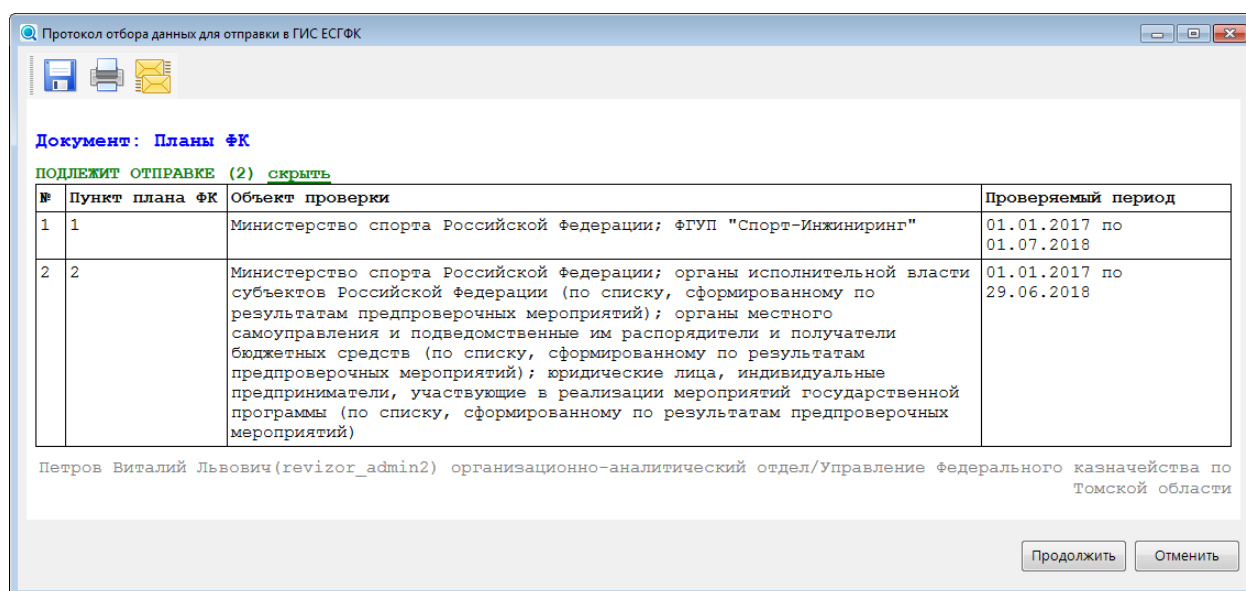 Протокол отбора данных для отправки в ГИС ЕСГФК
Документ: Планы ФК
ПОДЛЕЖИТ ОТПРАВКЕ (2) скрыть
№ Пункт плана ФК Объект проверки Проверяемый период
1 1 Министерство спорта Российской Федерации; ФГУП "Спорт-Инжиниринг" 01.01.2017 по
01.07.2018
2 2 Министерство спорта Российской Федерации; органы исполнительной власти 01.01.2017 по
субъектов Российской Федерации (по списку, сформированному по 29.06.2018
результатам предпроверочных мероприятий); органы местного
самоуправления и подведомственные им распорядители и получатели
бюджетных средств (по списку, сформированному по результатам
предпроверочных мероприятий); юридические лица, индивидуальные
предприниматели, участвующие в реализации мероприятий государственной
программы (по списку, сформированному по результатам предпроверочных
мероприятий)
Петров Виталий Львович(revizor_admin2) организационно-аналитический отдел/Управление Федерального казначейства по
Томской области
Продолжить Отменить